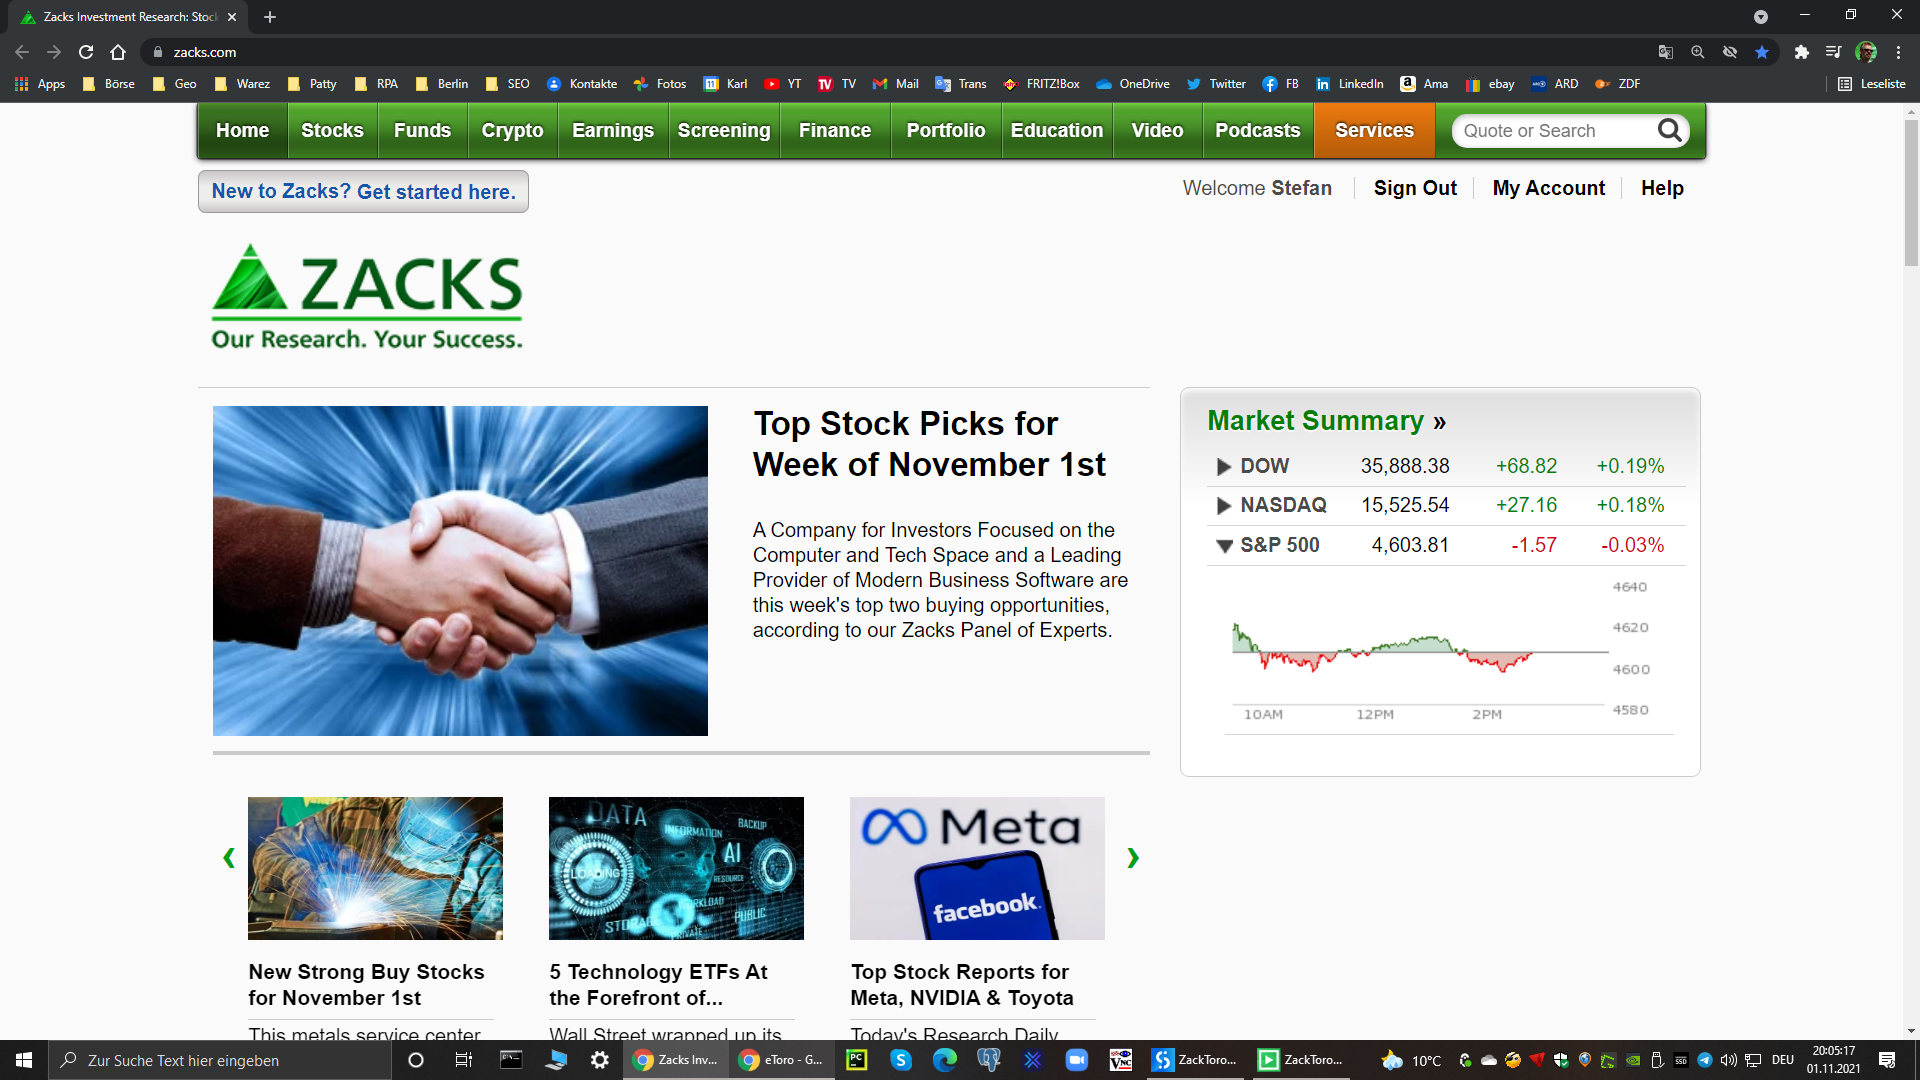 Zacks Investment Research: Stoc
zacks.com
Apps Börse Geo Warez Patty RPA Berlin SEO Kontakte Fotos Karl YT TV Mail Trans FRITZ!Box OneDrive Twitter FB LinkedIn Ama ebay ARD ZDF Leseliste
Home Stocks Funds Crypto Earnings Screening Finance Portfolio Education Video Podcasts Services Quote or Search
New to Zacks? Get started here.
Welcome Stefan Sign Out My Account Help
ZACKS
Our Research. Your Success.
Top Stock Picks for
Week of November 1st
A Company for Investors Focused on the
Computer and Tech Space and a Leading
Provider of Modern Business Software are
this week's top two buying opportunities,
according to our Zacks Panel of Experts.
Market Summary »
DOW 35,888.38 +68.82 +0.19%
NASDAQ 15,525.54 +27.16 +0.18%
S&P 500 4,603.81 -1.57 -0.03%
4640
4620
4600
4580
10AM 12PM 2PM
DATA
INFORMATION
BACKUP
AI
LOADING
RESOURCE
STORAGE
PUBLIC
PRIVATE
Meta
facebook.
New Strong Buy Stocks
for November 1st
This metals service center
5 Technology ETFs At
the Forefront of...
Wall Street wrapped up its
Top Stock Reports for
Meta, NVIDIA & Toyota
Today's Research Daily
Zur Suche Text hier eingeben
Zacks Inv...
eToro - G...
ZackToro...
ZackToro...
10°C
DEU
20:05:17
01.11.2021